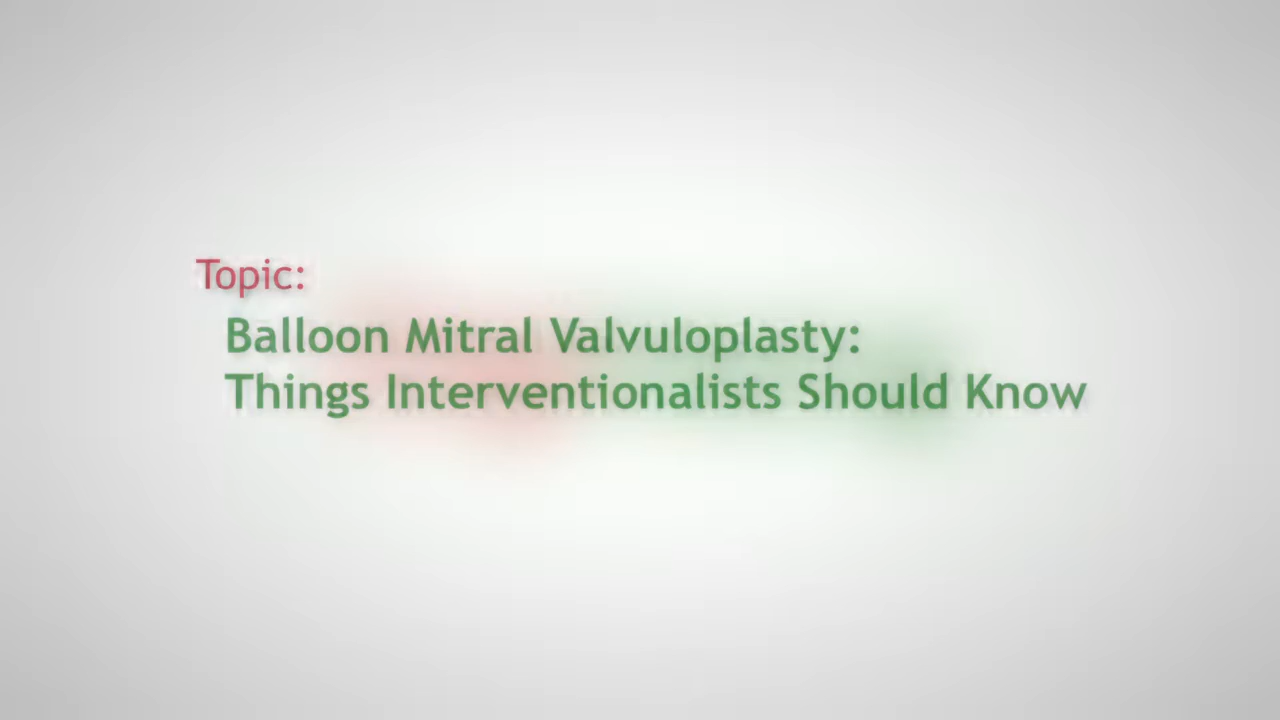 Topic:
Balloon Mitral Valvuloplasty:
Things Interventionalists Should Know